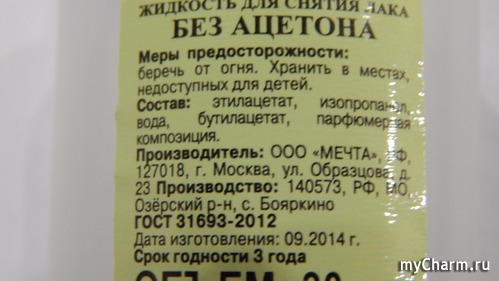 ЖИДКОСТЬ ДЛЯ СНЯТИЯ ЛАКА
БЕЗ АЦЕТОНА
Меры предосторожности:
беречь от огня. Хранить в местах,
недоступных для детей.
Состав: этилацетат, изопропанол,
вода, бутилацетат, парфюмерная
композиция.
Производитель: ООО «МЕЧТА», РФ,
127018, г. Москва, ул. Образцова, д.
23 Производство: 140573, РФ, МО,
Озёрский р-н, с. Бояркино
ГОСТ 31693-2012
Дата изготовления: 09.2014 г.
Срок годности 3 года
myCharm.ru